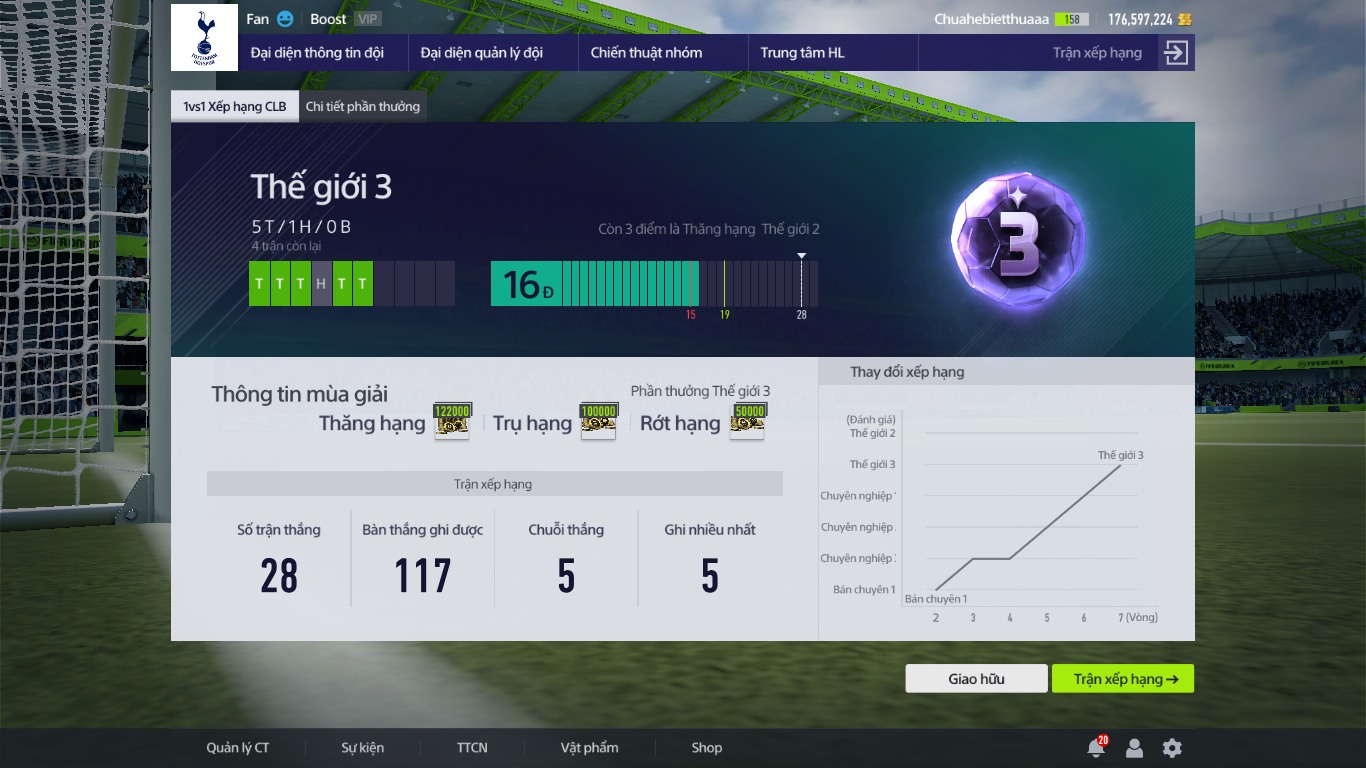 Fan
Boost VIP
Chuahebietthuaaa 158 176,597,224
TOTTENHAM HOTSPUR
Đại diện thông tin đội
Đại diện quản lý đội
Chiến thuật nhóm
Trung tâm HL
Trận xếp hạng
1vs1 Xếp hạng CLB
Chi tiết phần thưởng
Thế giới 3
5 T / 1 H / 0 B
4 trận còn lại
Còn 3 điểm là Thăng hạng Thế giới 2
T T T H T T
16 Đ
15 19 28
3
Thông tin mùa giải
Phần thưởng Thế giới 3
Thăng hạng 122000
Trụ hạng 100000
Rớt hạng 50000
Trận xếp hạng
Số trận thắng
28
Bàn thắng ghi được
117
Chuỗi thắng
5
Ghi nhiều nhất
5
Thay đổi xếp hạng
(Đánh giá)
Thế giới 2
Thế giới 3
Chuyên nghiệp
Chuyên nghiệp
Chuyên nghiệp
Bán chuyên 1
Thế giới 3
Bán chuyên 1
2 3 4 5 6 7 (Vòng)
Giao hữu
Trận xếp hạng
Quản lý CT
Sự kiện
TTCN
Vật phẩm
Shop
20